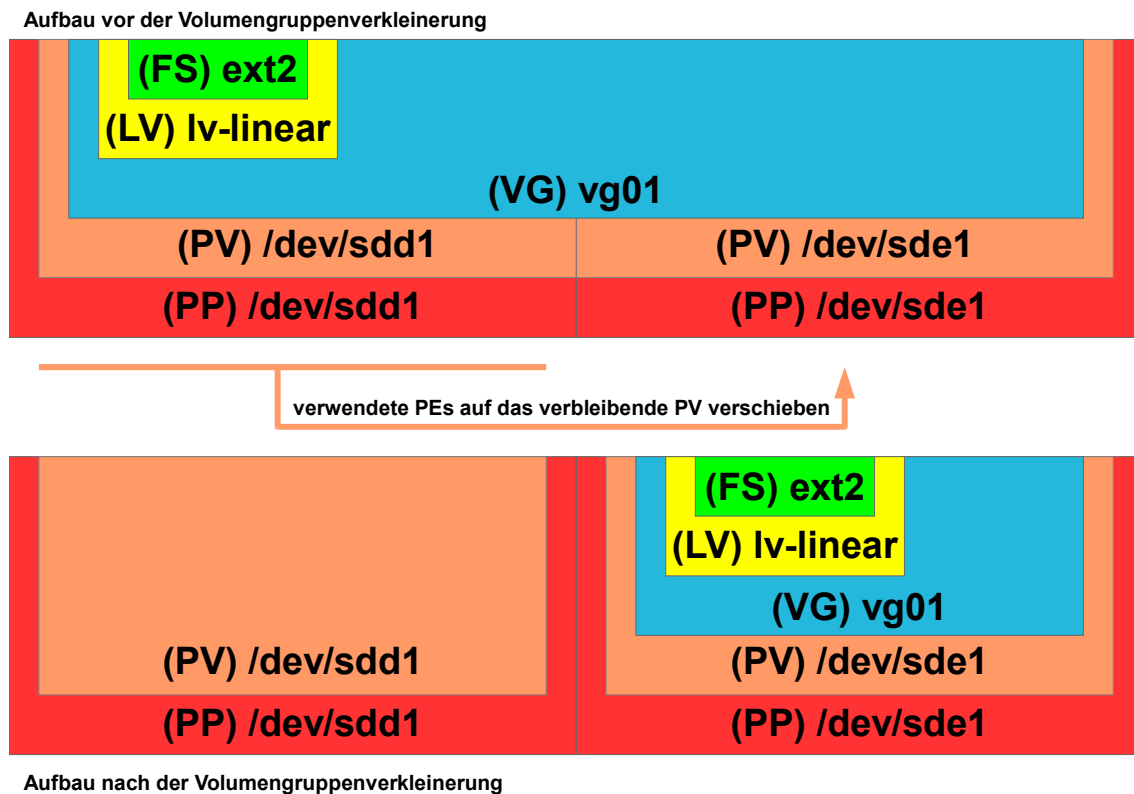 Aufbau vor der Volumengruppenverkleinerung
(FS) ext2
(LV) lv-linear
(VG) vg01
(PV) /dev/sdd1 (PV) /dev/sde1
(PP) /dev/sdd1 (PP) /dev/sde1
verwendete PEs auf das verbleibende PV verschieben
(FS) ext2
(LV) lv-linear
(VG) vg01
(PV) /dev/sdd1 (PV) /dev/sde1
(PP) /dev/sdd1 (PP) /dev/sde1
Aufbau nach der Volumengruppenverkleinerung